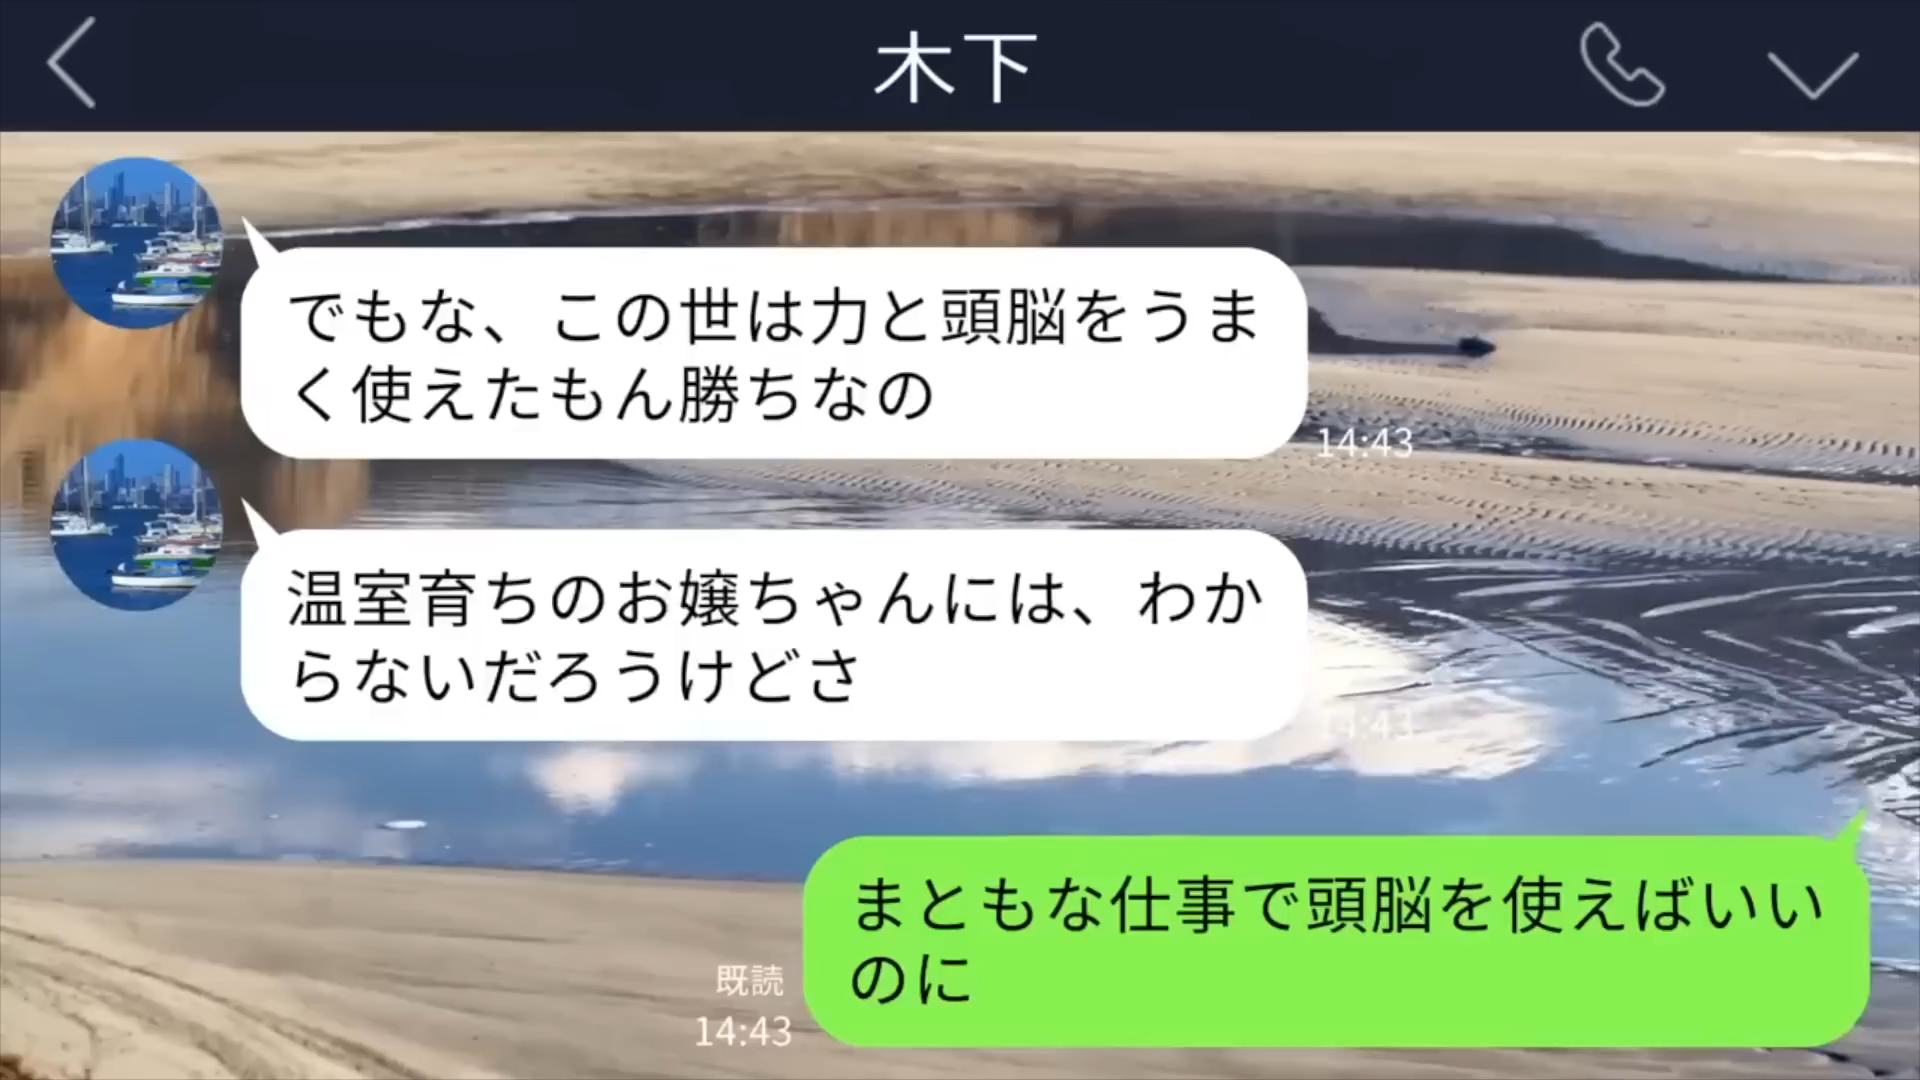 木下
でもな、この世は力と頭脳をうま
く使えたもん勝ちなの
14:43
温室育ちのお嬢ちゃんには、わか
らないだろうけどさ
14:43
まともな仕事で頭脳を使えばいい
のに
既読
14:43